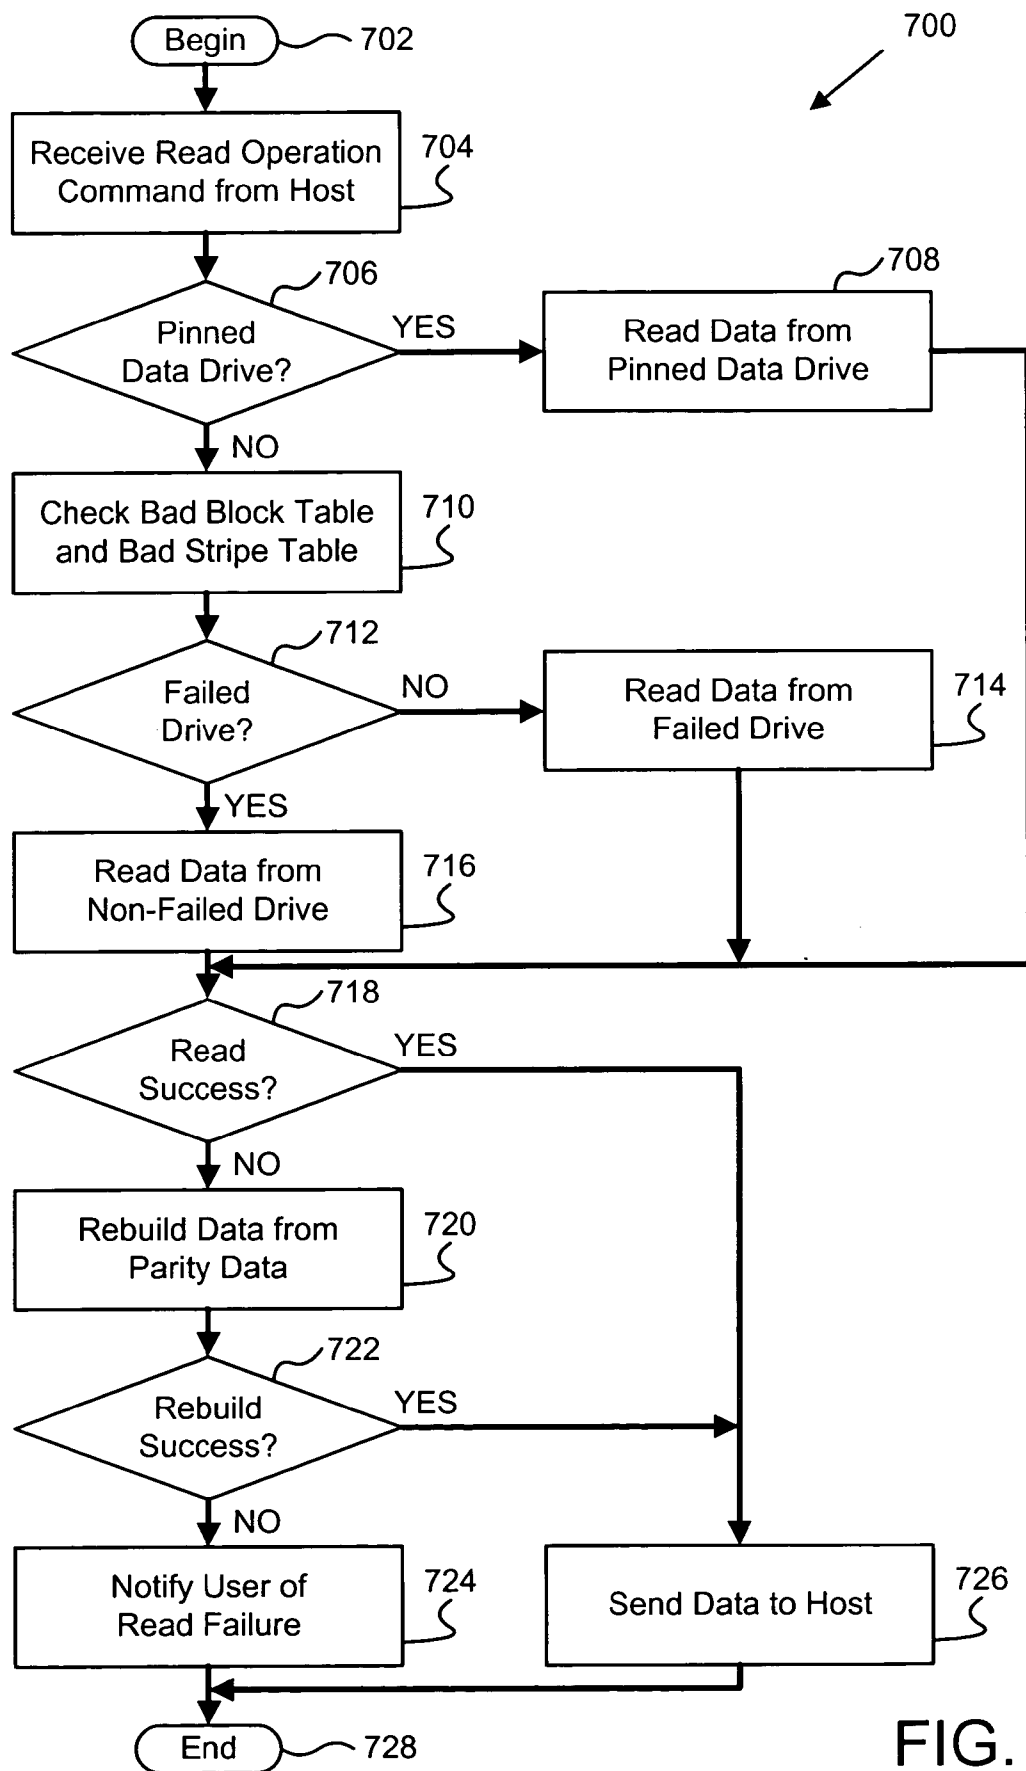 Begin
702
700
Receive Read Operation
Command from Host
704
706
708
Pinned
Data Drive?
YES
Read Data from
Pinned Data Drive
NO
Check Bad Block Table
and Bad Stripe Table
710
712
Failed
Drive?
NO
Read Data from
Failed Drive
714
YES
Read Data from
Non-Failed Drive
716
718
Read
Success?
YES
NO
Rebuild Data from
Parity Data
720
722
Rebuild
Success?
YES
NO
Notify User of
Read Failure
724
Send Data to Host
726
End
728
FIG.